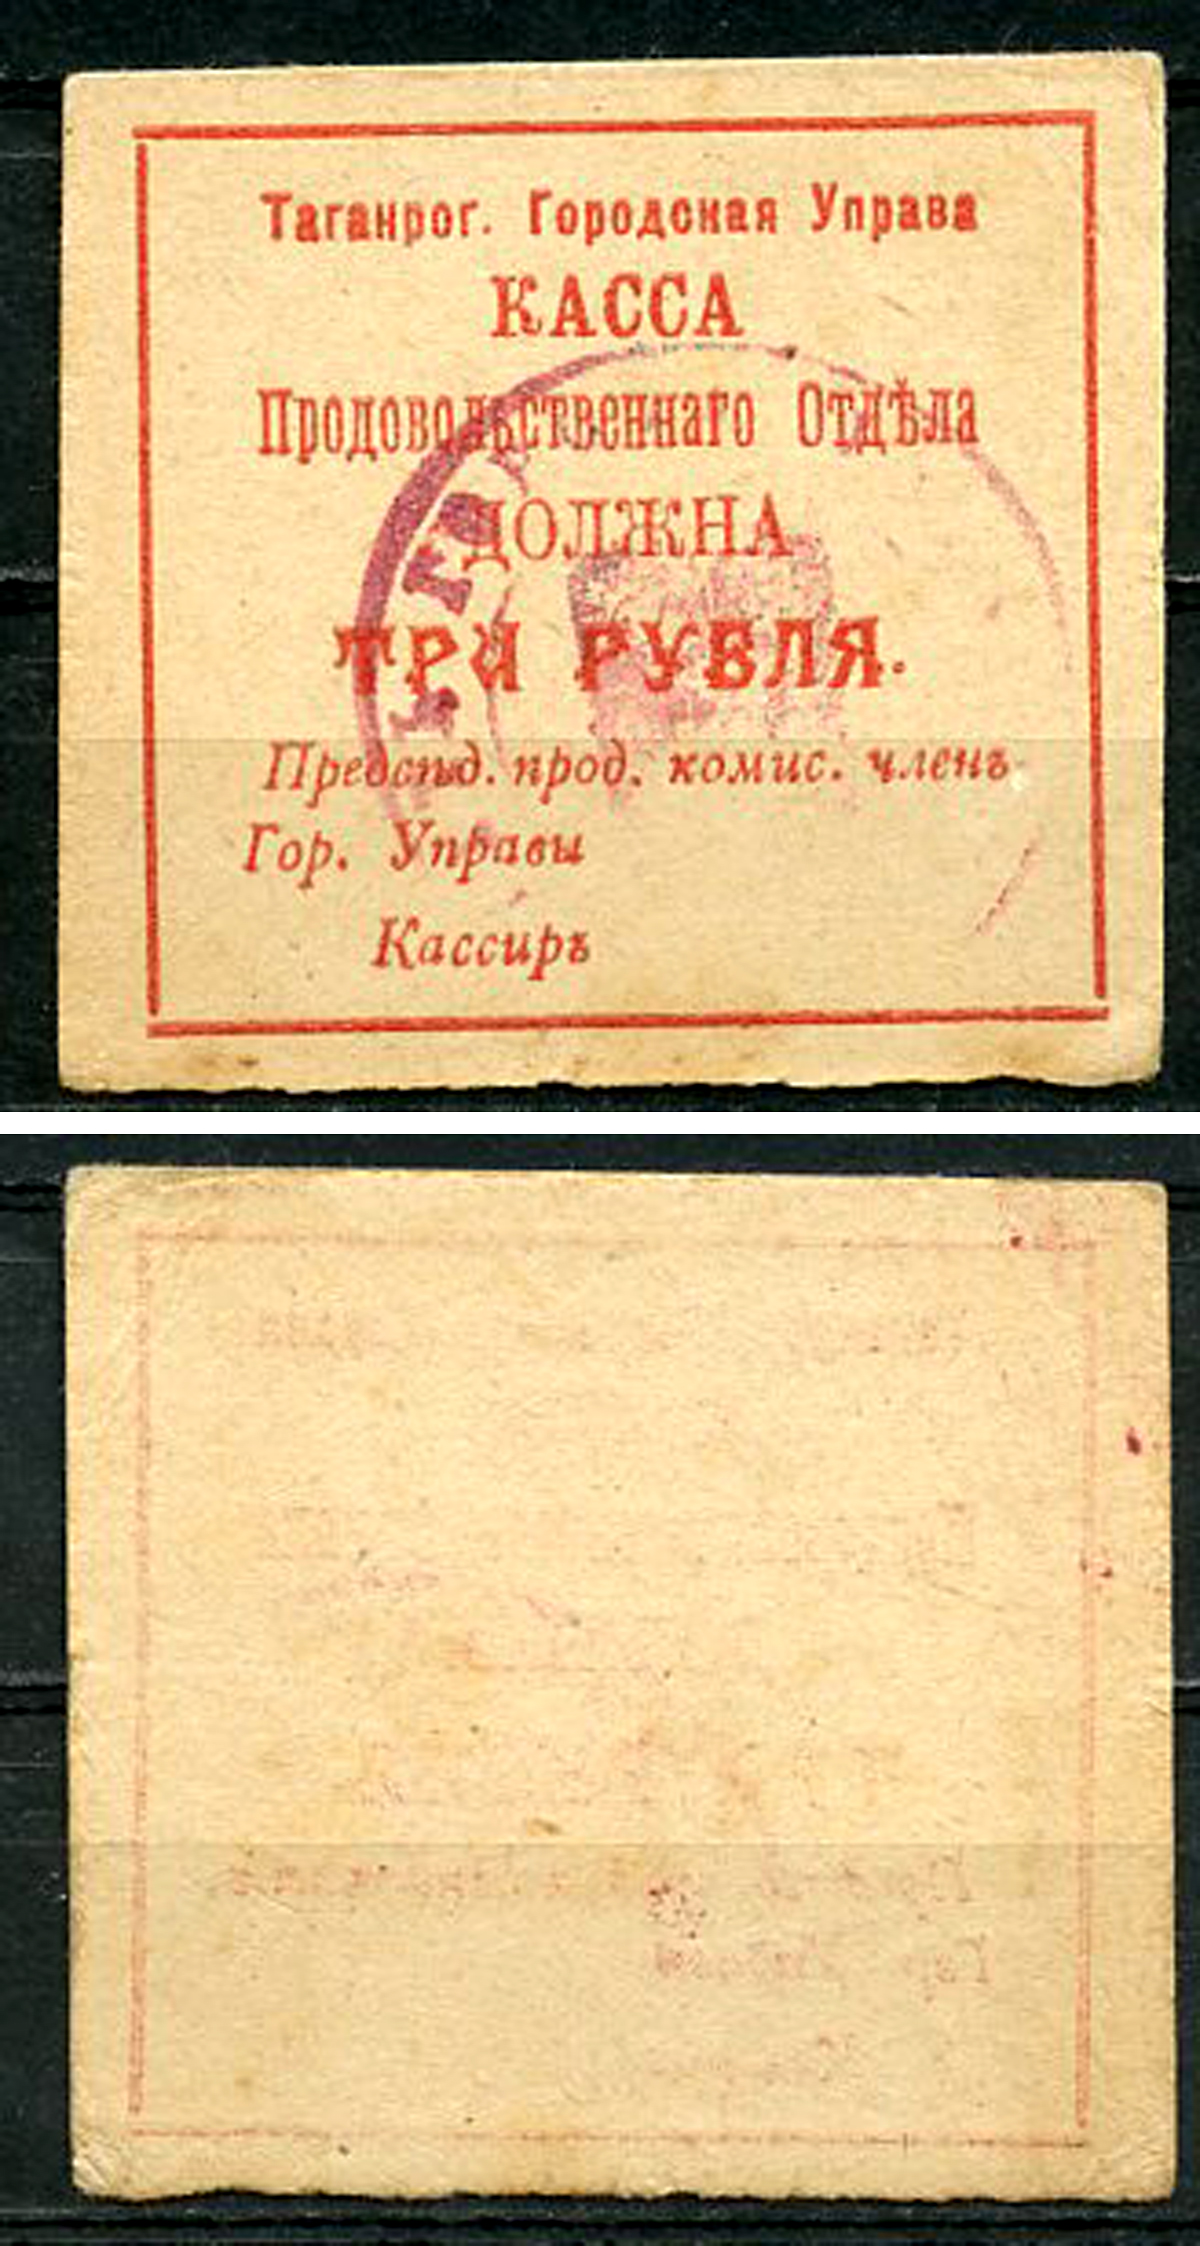 Таганрог. Городская Управа
КАССА
Продовольственнаго Отдѣла
ДОЛЖНА
ТРИ РУБЛЯ.
Предсѣд. прод. комис. членъ
Гор. Управы
Кассиръ